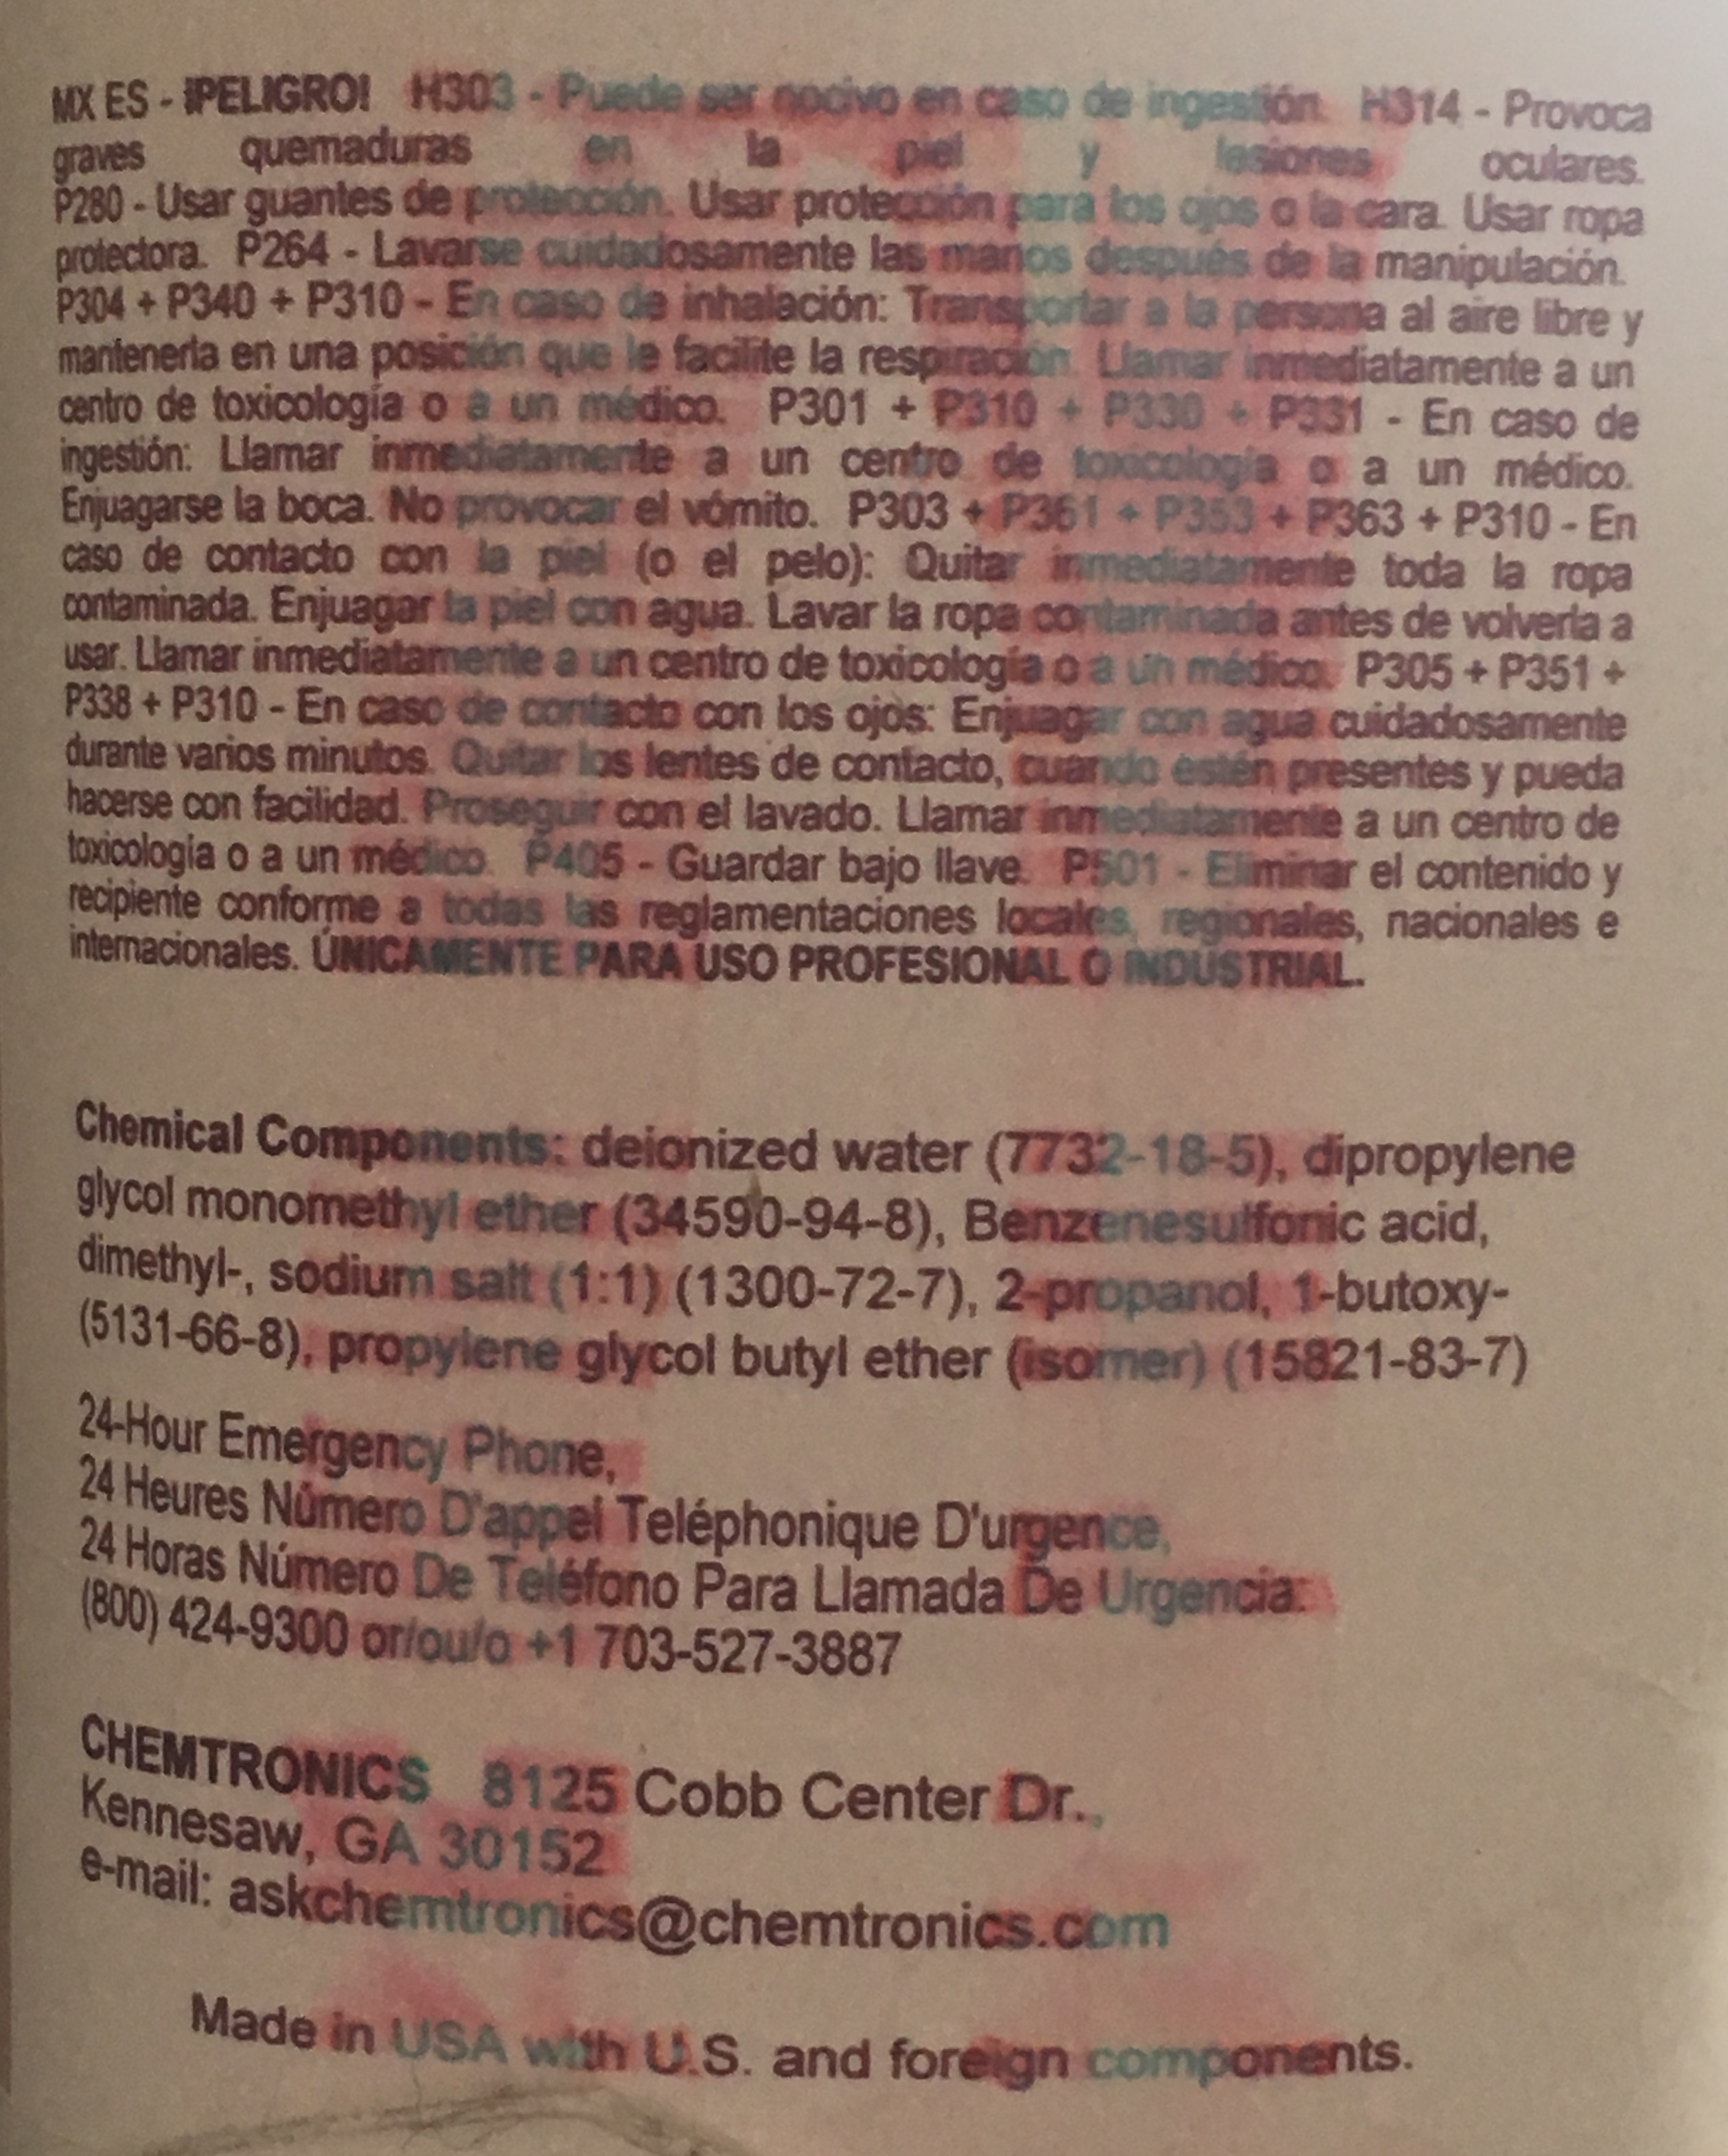 MX ES - ¡PELIGRO! H303 - Puede ser nocivo en caso de ingestión. H314 - Provoca
graves quemaduras en la piel y lesiones oculares.
P280 - Usar guantes de protección. Usar protección para los ojos o la cara. Usar ropa
protectora. P264 - Lavarse cuidadosamente las manos después de la manipulación.
P304 + P340 + P310 - En caso de inhalación: Transportar a la persona al aire libre y
mantenerla en una posición que le facilite la respiración. Llamar inmediatamente a un
centro de toxicología o a un médico. P301 + P310 + P330 + P331 - En caso de
ingestión: Llamar inmediatamente a un centro de toxicología o a un médico.
Enjuagarse la boca. No provocar el vómito. P303 + P361 + P353 + P363 + P310 - En
caso de contacto con la piel (o el pelo): Quitar inmediatamente toda la ropa
contaminada. Enjuagar la piel con agua. Lavar la ropa contaminada antes de volverla a
usar. Llamar inmediatamente a un centro de toxicología o a un médico. P305 + P351 +
P338 + P310 - En caso de contacto con los ojos: Enjuagar con agua cuidadosamente
durante varios minutos. Quitar los lentes de contacto, cuando estén presentes y pueda
hacerse con facilidad. Proseguir con el lavado. Llamar inmediatamente a un centro de
toxicologia o a un médico. P405 - Guardar bajo llave. P501 - Eliminar el contenido y
recipiente conforme a todas las reglamentaciones locales, regionales, nacionales e
internacionales. ÚNICAMENTE PARA USO PROFESIONAL O INDUSTRIAL.
Chemical Components: deionized water (7732-18-5), dipropylene
glycol monomethyl ether (34590-94-8), Benzenesulfonic acid,
dimethyl-, sodium salt (1:1) (1300-72-7), 2-propanol, 1-butoxy-
(5131-66-8), propylene glycol butyl ether (isomer) (15821-83-7)
24-Hour Emergency Phone,
24 Heures Número D'appel Teléphonique D'urgence,
24 Horas Número De Teléfono Para Llamada De Urgencia:
(800) 424-9300 or/ou/o +1 703-527-3887
CHEMTRONICS 8125 Cobb Center Dr.,
Kennesaw, GA 30152
e-mail: askchemtronics@chemtronics.com
Made in USA with U.S. and foreign components.